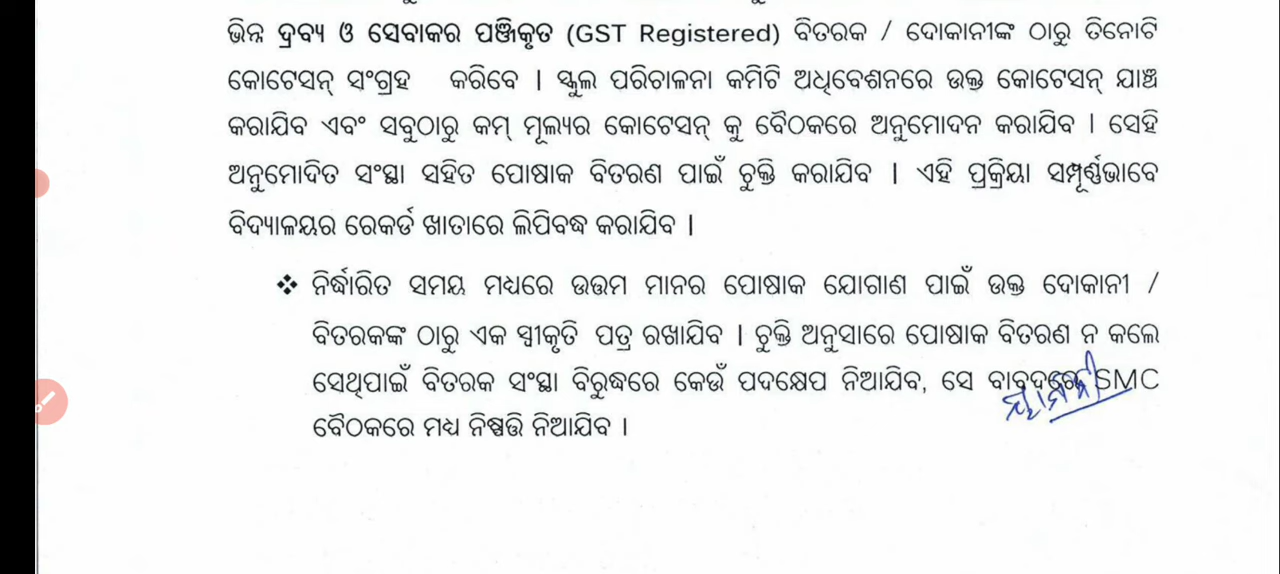 ଭିନ୍ନ ଦ୍ରବ୍ୟ ଓ ସେବାକର ପଞ୍ଜିକୃତ (GST Registered) ବିତରକ / ଦୋକାନୀଙ୍କ ଠାରୁ ତିନୋଟି
କୋଟେସନ୍ ସଂଗ୍ରହ କରିବେ । ସ୍କୁଲ ପରିଚାଳନା କମିଟି ଅଧିବେଶନରେ ଉକ୍ତ କୋଟେସନ୍ ଯାଞ୍ଚ
କରାଯିବ ଏବଂ ସବୁଠାରୁ କମ୍ ମୂଲ୍ୟର କୋଟେସନ୍ କୁ ବୈଠକରେ ଅନୁମୋଦନ କରାଯିବ । ସେହି
ଅନୁମୋଦିତ ସଂସ୍ଥା ସହିତ ପୋଷାକ ବିତରଣ ପାଇଁ ଚୁକ୍ତି କରାଯିବ । ଏହି ପ୍ରକ୍ରିୟା ସମ୍ପୂର୍ଣ୍ଣଭାବେ
ବିଦ୍ୟାଳୟର ରେକର୍ଡ ଖାତାରେ ଲିପିବଦ୍ଧ କରାଯିବ ।
❖ ନିର୍ଦ୍ଧାରିତ ସମୟ ମଧ୍ୟରେ ଉତ୍ତମ ମାନର ପୋଷାକ ଯୋଗାଣ ପାଇଁ ଉକ୍ତ ଦୋକାନୀ /
ବିତରକଙ୍କ ଠାରୁ ଏକ ସ୍ୱୀକୃତି ପତ୍ର ରଖାଯିବ । ଚୁକ୍ତି ଅନୁସାରେ ପୋଷାକ ବିତରଣ ନ କଲେ
ସେଥିପାଇଁ ବିତରକ ସଂସ୍ଥା ବିରୁଦ୍ଧରେ କେଉଁ ପଦକ୍ଷେପ ନିଆଯିବ, ସେ ବାବଦରେ SMC
ବୈଠକରେ ମଧ୍ୟ ନିଷ୍ପତ୍ତି ନିଆଯିବ ।